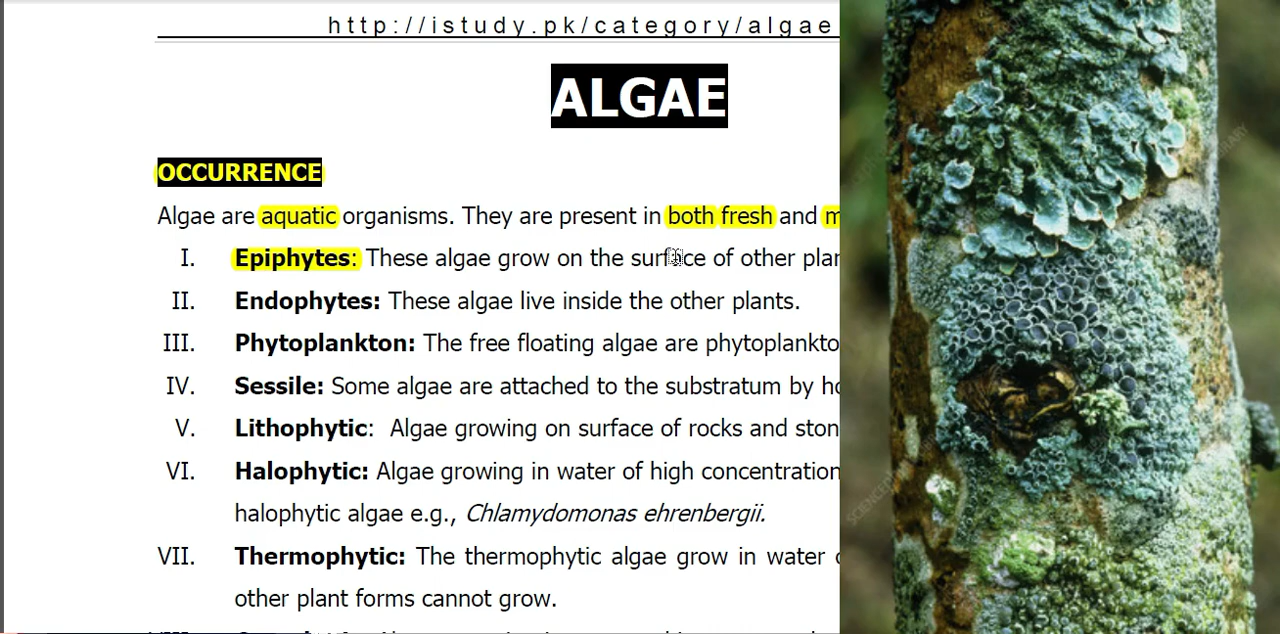 http://istudy.pk/category/algae
ALGAE
OCCURRENCE
Algae are aquatic organisms. They are present in both fresh and
I. Epiphytes: These algae grow on the surface of other
II. Endophytes: These algae live inside the other plants.
III. Phytoplankton: The free floating algae are
IV. Sessile: Some algae are attached to the substratum by
V. Lithophytic: Algae growing on surface of rocks and
VI. Halophytic: Algae growing in water of high concentration
halophytic algae e.g., Chlamydomonas ehrenbergii.
VII. Thermophytic: The thermophytic algae grow in water
other plant forms cannot grow.